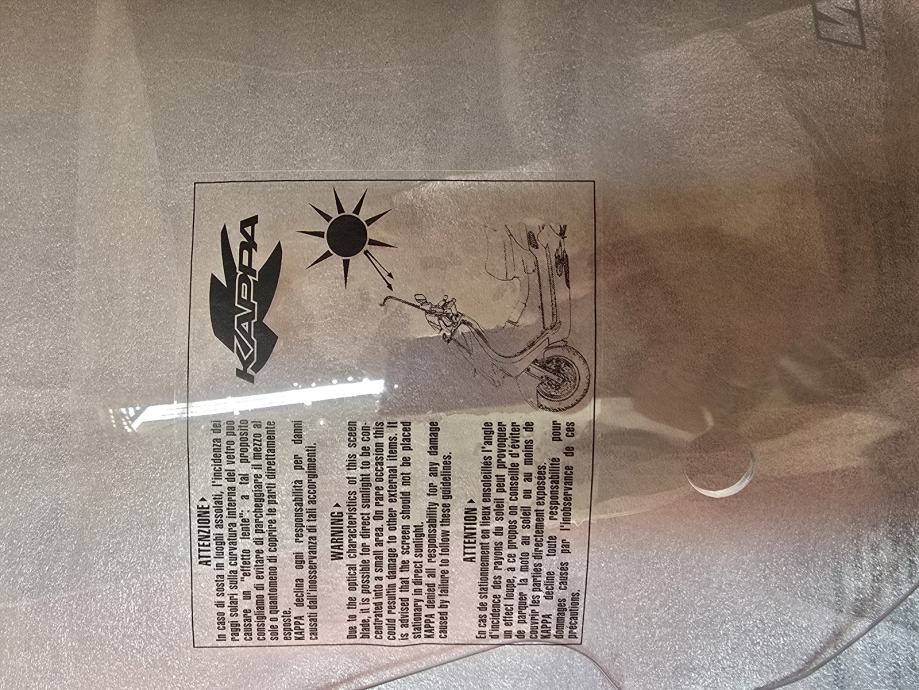 KAPPA
ATTENZIONE
In caso di sosta in luoghi assolati, l'incidenza dei
raggi solari sulla curvatura interna del vetro può
causare un "effetto lente": a tal proposito
consigliamo di evitare di parcheggiare il mezzo al
sole o quantomeno di coprire le parti direttamente
esposte.
KAPPA declina ogni responsabilità per danni
causati dall'inosservanza di tali accorgimenti.
WARNING
Due to the optical characteristics ot this sceen
blade, it is possible for direct sunlight to be con-
centrated into a small area. On rare occasion this
could resultin damage to other external items. It
is advised that the screen should not be placed
stationary in direct sunlight.
KAPPA denied all responsability for any damage
caused by failure to follow these guidelines.
ATTENTION
En cas de stationnement en lieux ensoleilés l'angle
d'incidence des rayons du soleil peut provoquer
un effect loupe, à ce propos on conseille d'éviter
de parquer la moto au soleil ou au moins de
couvrir les parties directement exposées.
KAPPA decline toute responsabilité pour
dommages causés par l'inobservance de ces
précautions.